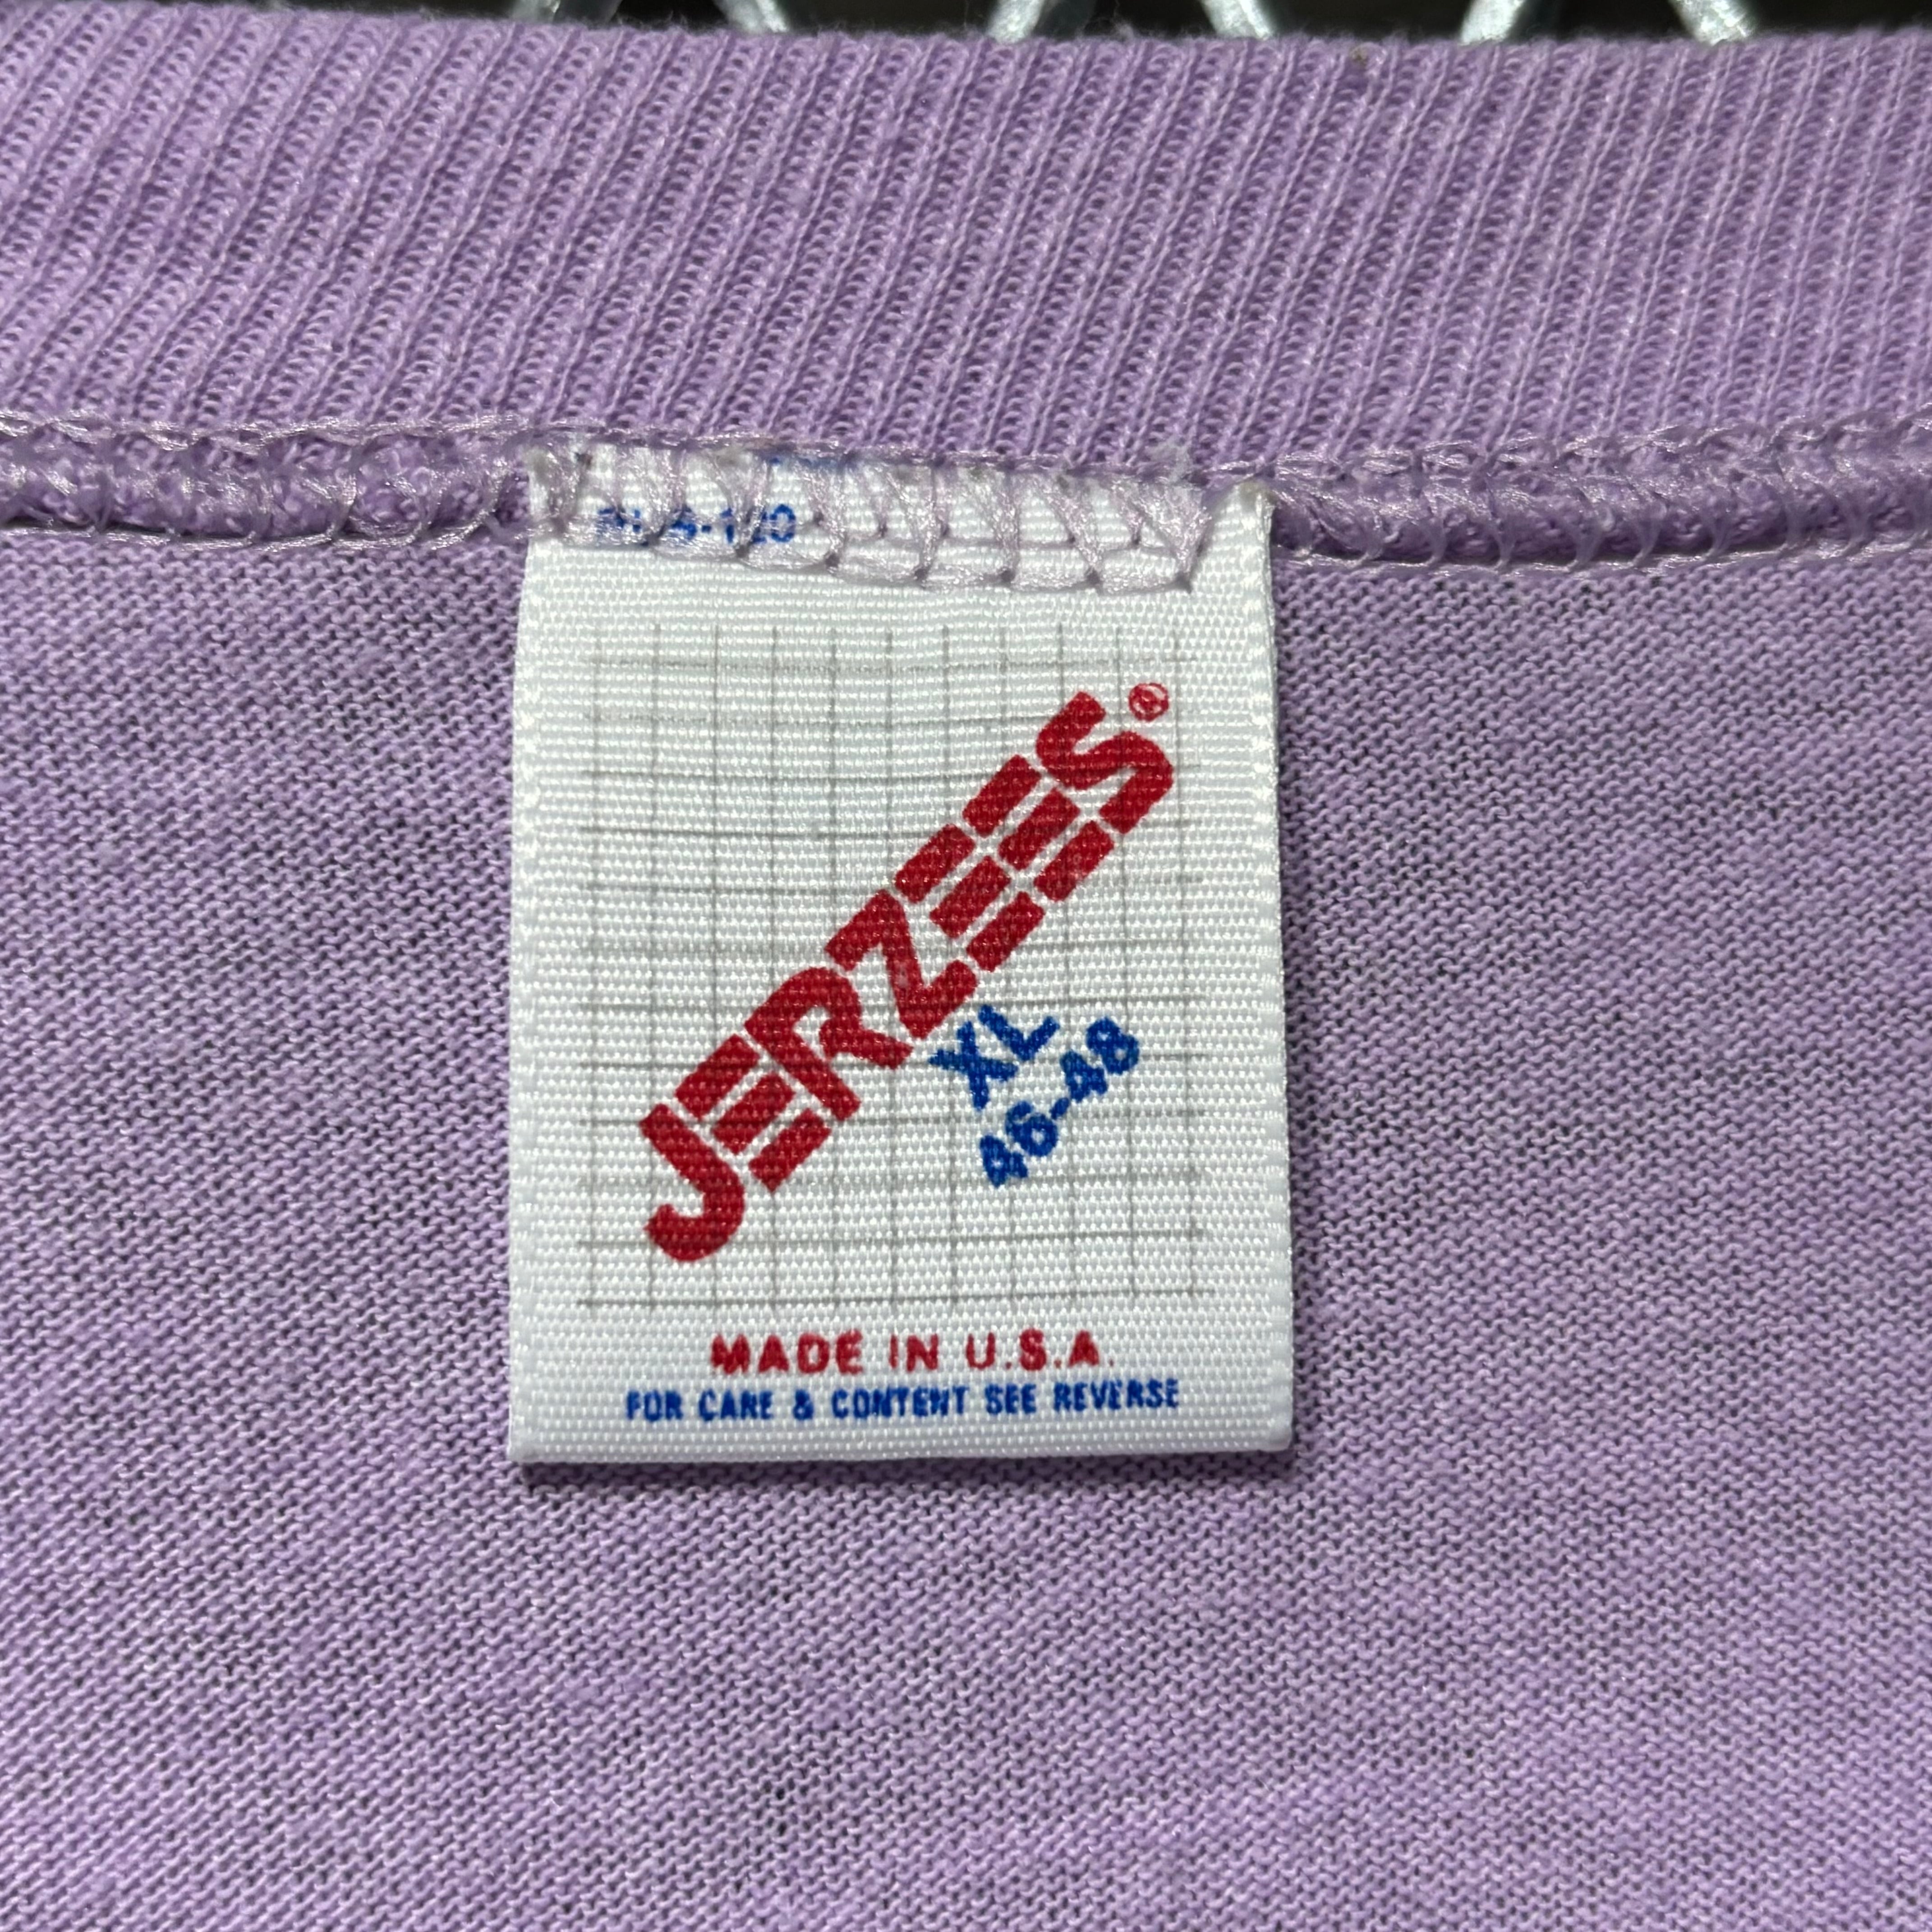 JERZEES®
XL
46-48
MADE IN U.S.A.
FOR CARE & CONTENT SEE REVERSE